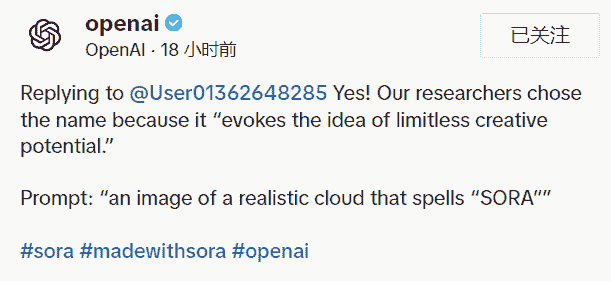 openai
OpenAI · 18 小时前
已关注
Replying to @User01362648285 Yes! Our researchers chose
the name because it “evokes the idea of limitless creative
potential.”
Prompt: “an image of a realistic cloud that spells “SORA””
#sora #madewithsora #openai